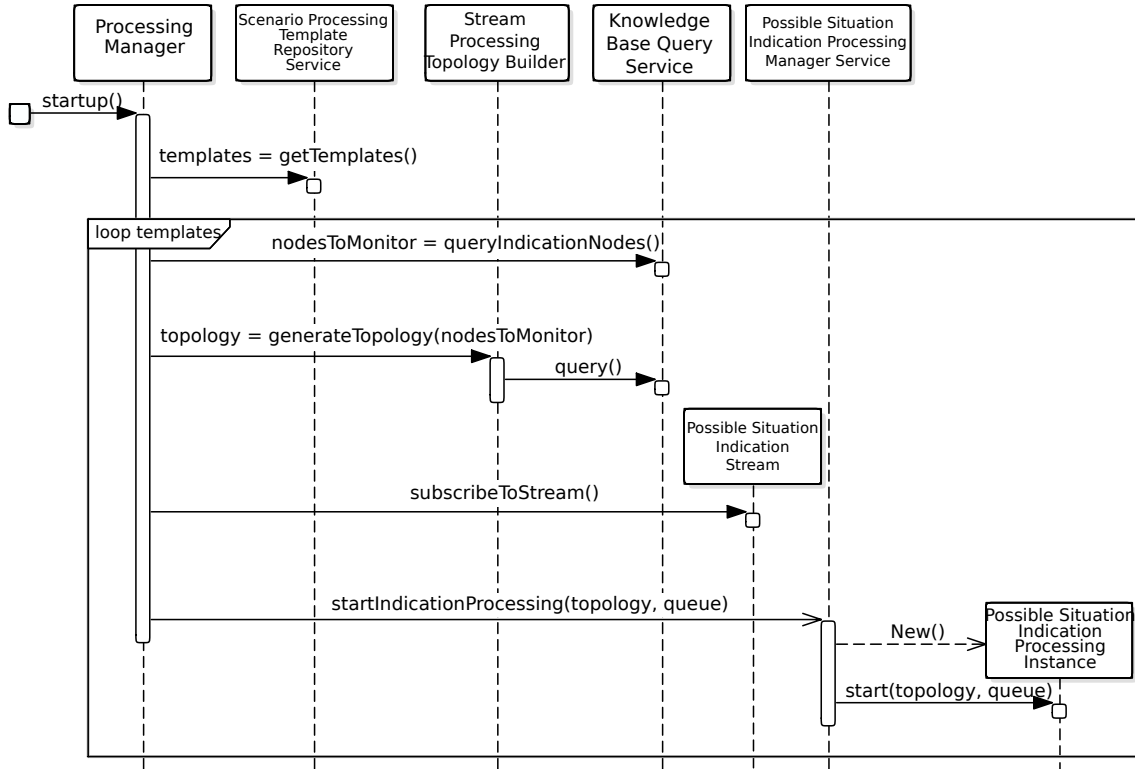 Processing
Manager
Scenario Processing
Template
Repository
Service
Stream
Processing
Topology Builder
Knowledge
Base Query
Service
Possible Situation
Indication Processing
Manager Service
startup()
templates = getTemplates()
loop templates
nodesToMonitor = queryIndicationNodes()
topology = generateTopology(nodesToMonitor)
query()
Possible Situation
Indication
Stream
subscribeToStream()
startIndicationProcessing(topology, queue)
New()
Possible Situation
Indication
Processing
Instance
start(topology, queue)